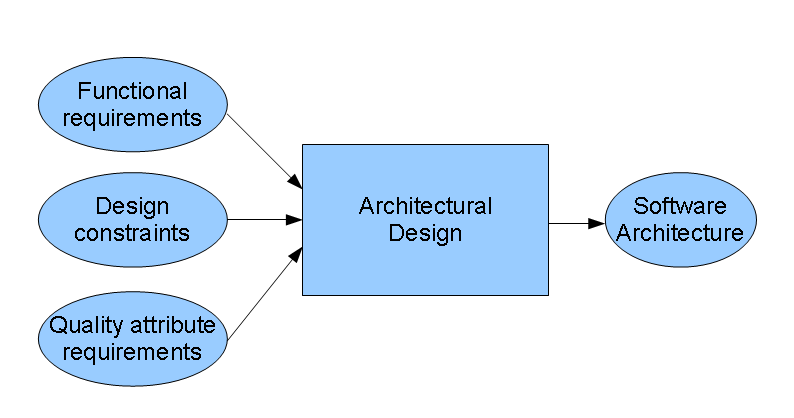 Functional
requirements
Design
constraints
Quality attribute
requirements
Architectural
Design
Software
Architecture